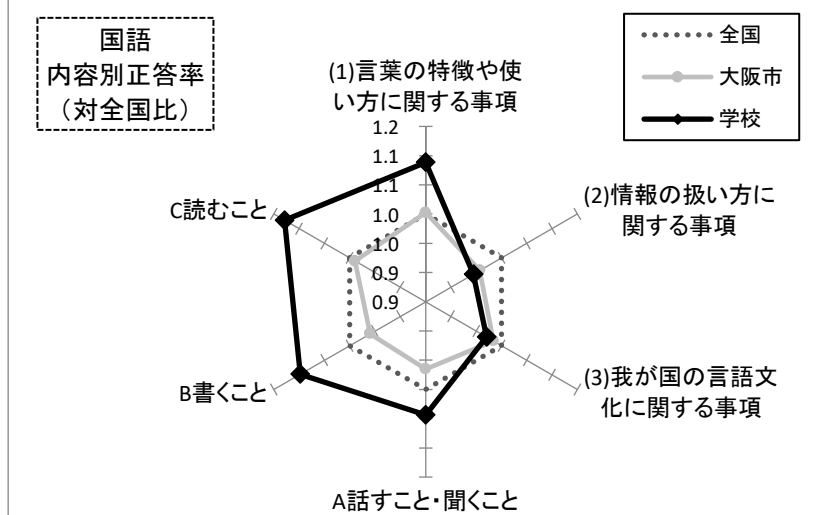 国語
内容別正答率
（対全国比）
全国
大阪市
学校
(1)言葉の特徴や使
い方に関する事項
(2)情報の扱い方に
関する事項
(3)我が国の言語文
化に関する事項
A話すこと・聞くこと
B書くこと
C読むこと
1.2
1.1
1.1
1.0
1.0
0.9
0.9